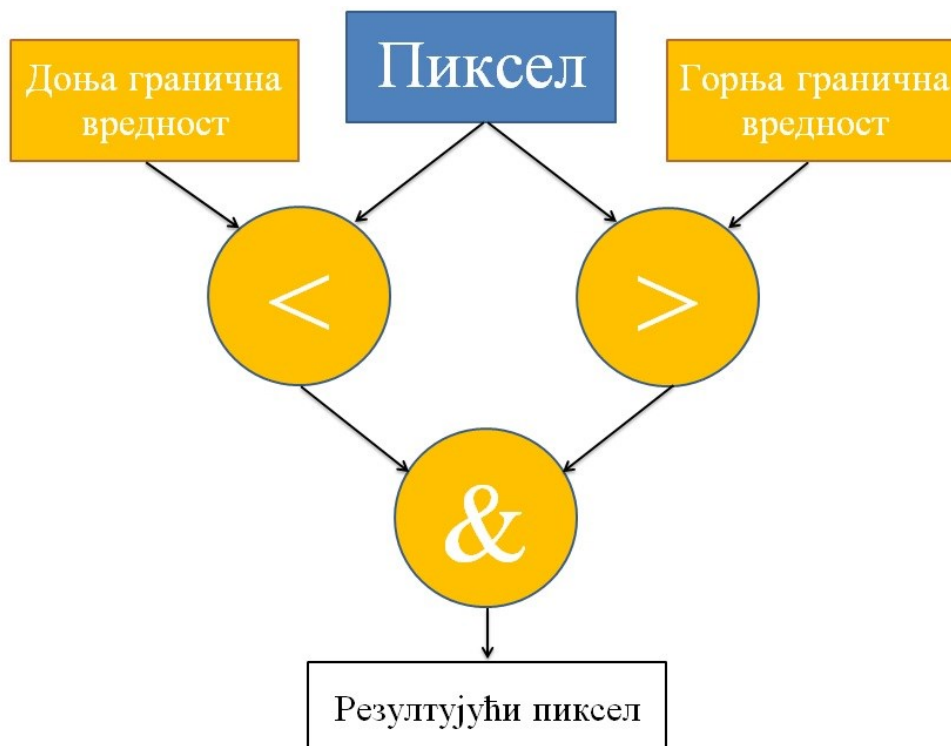 Доња гранична
вредност
Пиксел
Горња гранична
вредност
<
>
&
Резултујући пиксел